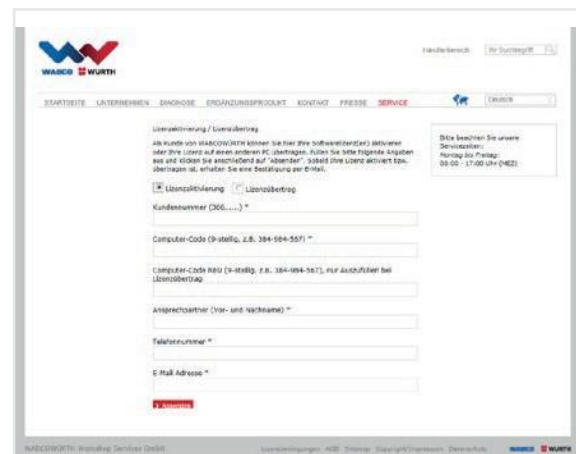 WABCO WÜRTH
Händlerbereich
Ihr Suchbegriff
STARTSEITE UNTERNEHMEN DIAGNOSE ERGÄNZUNGSPRODUKT KONTAKT PRESSE SERVICE
Deutsch
Lizenzaktivierung / Lizenzübertrag
Als Kunde von WABCOWÜRTH können Sie hier Ihre Softwarelizenz(en) aktivieren
oder Ihre Lizenz auf einen anderen PC übertragen. Füllen Sie bitte folgende Angaben
aus und klicken Sie anschließend auf "Absenden". Sobald Ihre Lizenz aktiviert bzw.
übertragen ist, erhalten Sie eine Bestätigung per E-Mail.
Bitte beachten Sie unsere
Servicezeiten:
Montag bis Freitag:
08:00 - 17:00 Uhr (MEZ)
Lizenzaktivierung Lizenzübertrag
Kundennummer (366.....) *
Computer-Code (9-stellig, z.B. 384-984-567) *
Computer-Code NEU (9-stellig, z.B. 384-984-567), nur Auszufüllen bei
Lizenzübertrag
Ansprechpartner (Vor- und Nachname) *
Telefonnummer *
E-Mail Adresse *
Absenden
WABCOWÜRTH Workshop Services GmbH
Lizenzbedingungen AGB Sitemap Copyright/Impressum Datenschutz WABCO WÜRTH